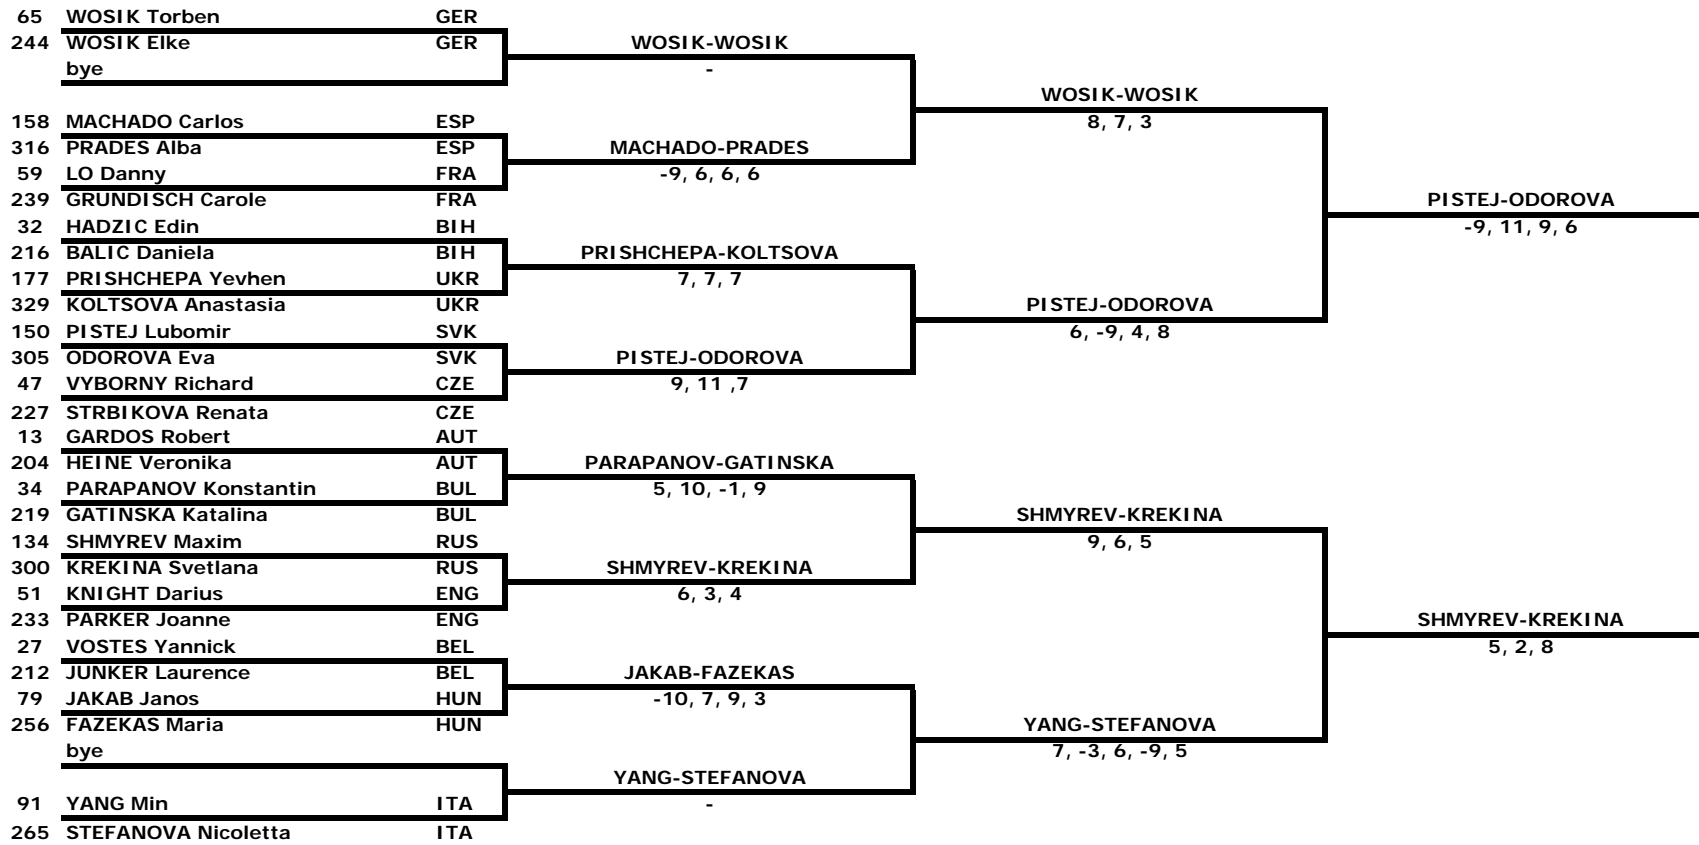 65 WOSIK Torben GER
244 WOSIK Elke GER WOSIK-WOSIK
bye -
WOSIK-WOSIK
158 MACHADO Carlos ESP 8, 7, 3
316 PRADES Alba ESP MACHADO-PRADES
59 LO Danny FRA -9, 6, 6, 6
239 GRUNDISCH Carole FRA PISTEJ-ODOROVA
32 HADZIC Edin BIH -9, 11, 9, 6
216 BALIC Daniela BIH PRISHCHEPA-KOLTSOVA
177 PRISHCHEPA Yevhen UKR 7, 7, 7
329 KOLTSOVA Anastasia UKR PISTEJ-ODOROVA
150 PISTEJ Lubomir SVK 6, -9, 4, 8
305 ODOROVA Eva SVK PISTEJ-ODOROVA
47 VYBORNY Richard CZE 9, 11 ,7
227 STRBIKOVA Renata CZE
13 GARDOS Robert AUT
204 HEINE Veronika AUT PARAPANOV-GATINSKA
34 PARAPANOV Konstantin BUL 5, 10, -1, 9
219 GATINSKA Katalina BUL SHMYREV-KREKINA
134 SHMYREV Maxim RUS 9, 6, 5
300 KREKINA Svetlana RUS SHMYREV-KREKINA
51 KNIGHT Darius ENG 6, 3, 4
233 PARKER Joanne ENG SHMYREV-KREKINA
27 VOSTES Yannick BEL 5, 2, 8
212 JUNKER Laurence BEL JAKAB-FAZEKAS
79 JAKAB Janos HUN -10, 7, 9, 3
256 FAZEKAS Maria HUN YANG-STEFANOVA
bye 7, -3, 6, -9, 5
YANG-STEFANOVA
91 YANG Min ITA -
265 STEFANOVA Nicoletta ITA